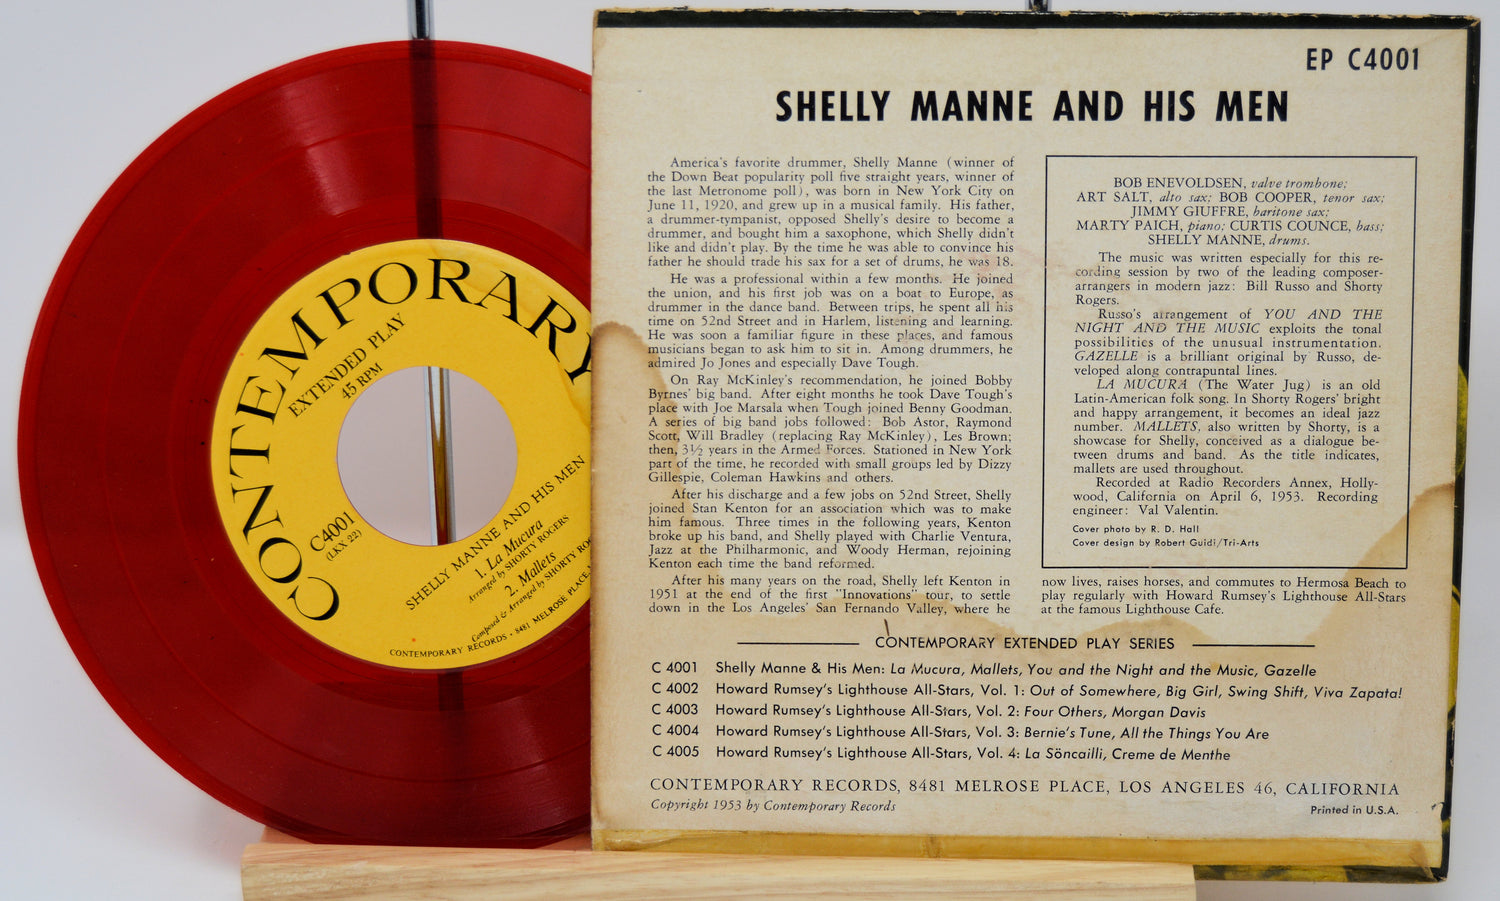 CONTEMPORARY
EXTENDED PLAY
45 RPM
C4001
(LKX 22)
SHELLY MANNE AND HIS MEN
1. La Mucura
Arranged by SHORTY ROGERS
2. Mallets
Composed & Arranged by SHORTY
CONTEMPORARY RECORDS - 8481 MELROSE PLACE
EP C4001
SHELLY MANNE AND HIS MEN
America's favorite drummer, Shelly Manne (winner of
the Down Beat popularity poll five straight years, winner of
the last Metronome poll), was born in New York City on
June 11, 1920, and grew up in a musical family. His father,
a drummer-tympanist, opposed Shelly's desire to become a
drummer, and bought him a saxophone, which Shelly didn't
like and didn't play. By the time he was able to convince his
father he should trade his sax for a set of drums, he was 18.
He was a professional within a few months. He joined
the union, and his first job was on a boat to Europe, as
drummer in the dance band. Between trips, he spent all his
time on 52nd Street and in Harlem, listening and learning.
He was soon a familiar figure in these places, and famous
musicians began to ask him to sit in. Among drummers, he
admired Jo Jones and especially Dave Tough.
On Ray McKinley's recommendation, he joined Bobby
Byrnes' big band. After eight months he took Dave Tough's
place with Joe Marsala when Tough joined Benny Goodman.
A series of big band jobs followed: Bob Astor, Raymond
Scott, Will Bradley (replacing Ray McKinley), Les Brown;
then, 3½ years in the Armed Forces. Stationed in New York
part of the time, he recorded with small groups led by Dizzy
Gillespie, Coleman Hawkins and others.
After his discharge and a few jobs on 52nd Street, Shelly
joined Stan Kenton for an association which was to make
him famous. Three times in the following years, Kenton
broke up his band, and Shelly played with Charlie Ventura,
Jazz at the Philharmonic, and Woody Herman, rejoining
Kenton each time the band reformed.
After his many years on the road, Shelly left Kenton in
1951 at the end of the first "Innovations" tour, to settle
down in the Los Angeles' San Fernando Valley, where he
BOB ENEVOLDSEN, valve trombone;
ART SALT, alto sax; BOB COOPER, tenor sax;
JIMMY GIUFFRE, baritone sax;
MARTY PAICH, piano; CURTIS COUNCE, bass;
SHELLY MANNE, drums.
The music was written especially for this re-
cording session by two of the leading composer-
arrangers in modern jazz: Bill Russo and Shorty
Rogers.
Russo's arrangement of YOU AND THE
NIGHT AND THE MUSIC exploits the tonal
possibilities of the unusual instrumentation.
GAZELLE is a brilliant original by Russo, de-
veloped along contrapuntal lines.
LA MUCURA (The Water Jug) is an old
Latin-American folk song. In Shorty Rogers' bright
and happy arrangement, it becomes an ideal jazz
number. MALLETS, also written by Shorty, is a
showcase for Shelly, conceived as a dialogue be-
tween drums and band. As the title indicates,
mallets are used throughout.
Recorded at Radio Recorders Annex, Holly-
wood, California on April 6, 1953. Recording
engineer: Val Valentin.
Cover photo by R. D. Hall
Cover design by Robert Guidi/Tri-Arts
now lives, raises horses, and commutes to Hermosa Beach to
play regularly with Howard Rumsey's Lighthouse All-Stars
at the famous Lighthouse Cafe.
CONTEMPORARY EXTENDED PLAY SERIES
C 4001 Shelly Manne & His Men: La Mucura, Mallets, You and the Night and the Music, Gazelle
C 4002 Howard Rumsey's Lighthouse All-Stars, Vol. 1: Out of Somewhere, Big Girl, Swing Shift, Viva Zapata!
C 4003 Howard Rumsey's Lighthouse All-Stars, Vol. 2: Four Others, Morgan Davis
C 4004 Howard Rumsey's Lighthouse All-Stars, Vol. 3: Bernie's Tune, All the Things You Are
C 4005 Howard Rumsey's Lighthouse All-Stars, Vol. 4: La Söncailli, Creme de Menthe
CONTEMPORARY RECORDS, 8481 MELROSE PLACE, LOS ANGELES 46, CALIFORNIA
Copyright 1953 by Contemporary Records
Printed in U.S.A.